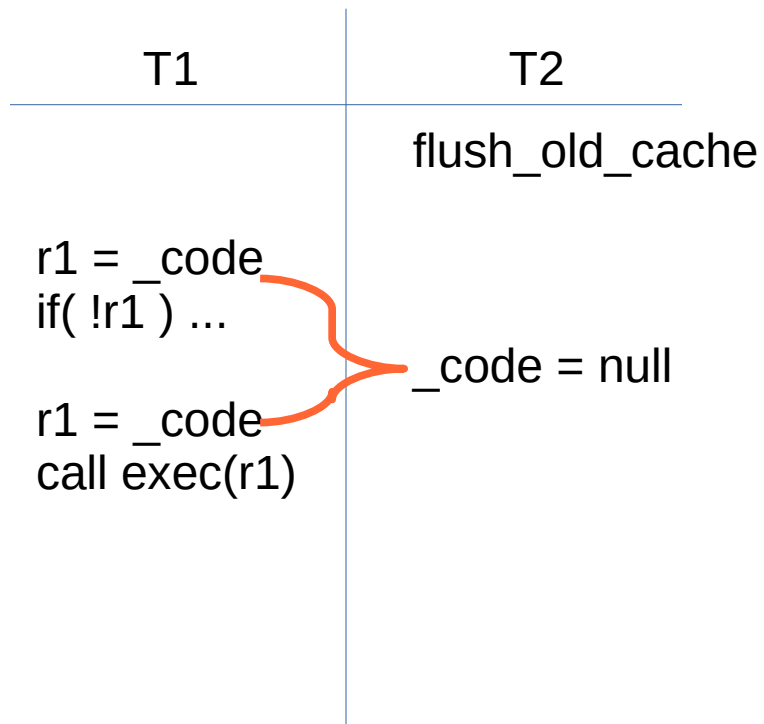 T1
T2
flush_old_cache
r1 = _code
if( !r1 ) ...
_code = null
r1 = _code
call exec(r1)